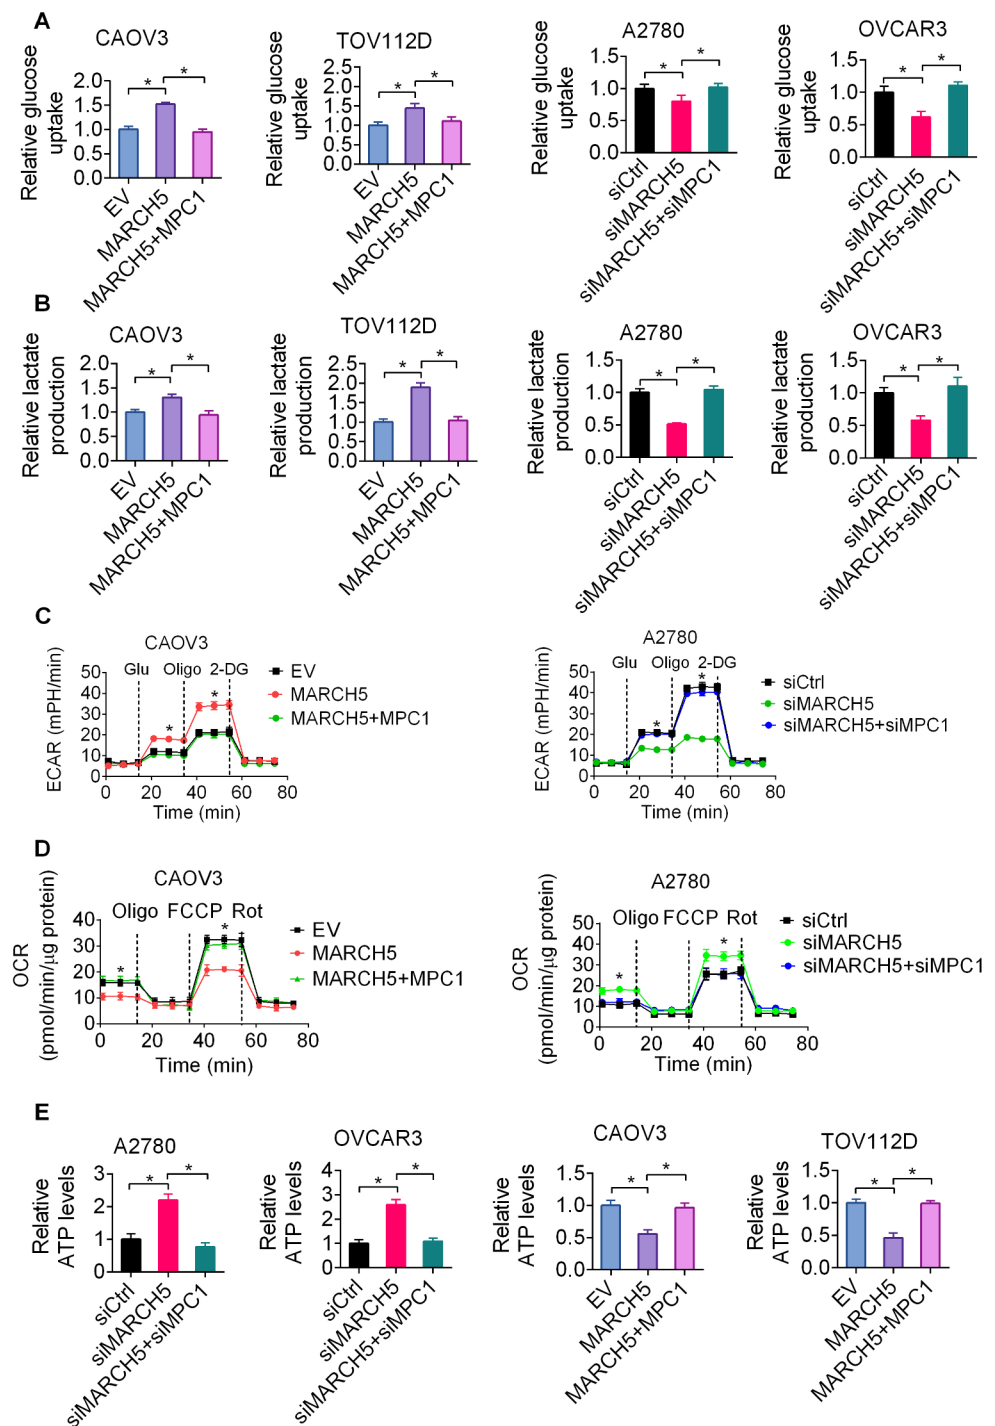 A
CAOV3
TOV112D
A2780
OVCAR3
Relative glucose
uptake
2.0
1.5
1.0
0.5
0.0
*
*
EV
MARCH5
MARCH5+MPC1
Relative glucose
uptake
2.5
2.0
1.5
1.0
0.5
0.0
*
*
EV
MARCH5
MARCH5+MPC1
Relative glucose
uptake
1.5
1.0
0.5
0.0
*
*
siCtrl
siMARCH5
siMARCH5+siMPC1
Relative glucose
uptake
1.5
1.0
0.5
0.0
*
*
siCtrl
siMARCH5
siMARCH5+siMPC1
B
CAOV3
TOV112D
A2780
OVCAR3
Relative lactate
production
2.0
1.5
1.0
0.5
0.0
*
*
EV
MARCH5
MARCH5+MPC1
Relative lactate
production
2.5
2.0
1.5
1.0
0.5
0.0
*
*
EV
MARCH5
MARCH5+MPC1
Relative lactate
production
1.5
1.0
0.5
0.0
*
*
siCtrl
siMARCH5
siMARCH5+siMPC1
Relative lactate
production
1.5
1.0
0.5
0.0
*
*
siCtrl
siMARCH5
siMARCH5+siMPC1
C
CAOV3
Glu Oligo 2-DG
ECAR (mPH/min)
50
40
30
20
10
0
*
*
0 20 40 60 80
Time (min)
EV
MARCH5
MARCH5+MPC1
A2780
Glu Oligo 2-DG
ECAR (mPH/min)
50
40
30
20
10
0
*
*
0 20 40 60 80
Time (min)
siCtrl
siMARCH5
siMARCH5+siMPC1
D
CAOV3
Oligo FCCP Rot
OCR
(pmol/min/μg protein)
40
30
20
10
0
*
*
0 20 40 60 80
Time (min)
EV
MARCH5
MARCH5+MPC1
A2780
Oligo FCCP Rot
OCR
(pmol/min/μg protein)
50
40
30
20
10
0
*
*
0 20 40 60 80
Time (min)
siCtrl
siMARCH5
siMARCH5+siMPC1
E
A2780
OVCAR3
CAOV3
TOV112D
Relative
ATP levels
3
2
1
0
*
*
siCtrl
siMARCH5
siMARCH5+siMPC1
Relative
ATP levels
4
3
2
1
0
*
*
siCtrl
siMARCH5
siMARCH5+siMPC1
Relative
ATP levels
1.5
1.0
0.5
0.0
*
*
EV
MARCH5
MARCH5+MPC1
Relative
ATP levels
1.5
1.0
0.5
0.0
*
*
EV
MARCH5
MARCH5+MPC1